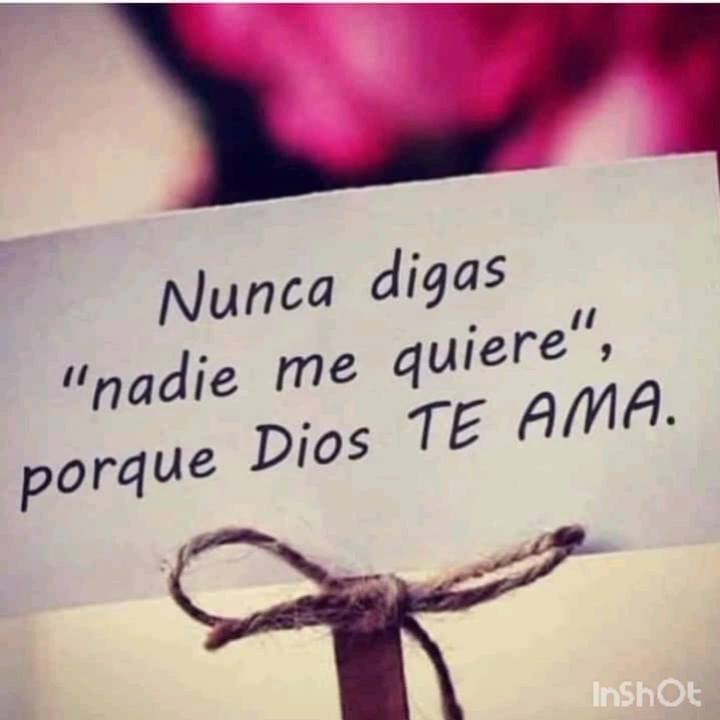 Nunca digas
"nadie me quiere",
porque Dios TE AMA.
InShOt